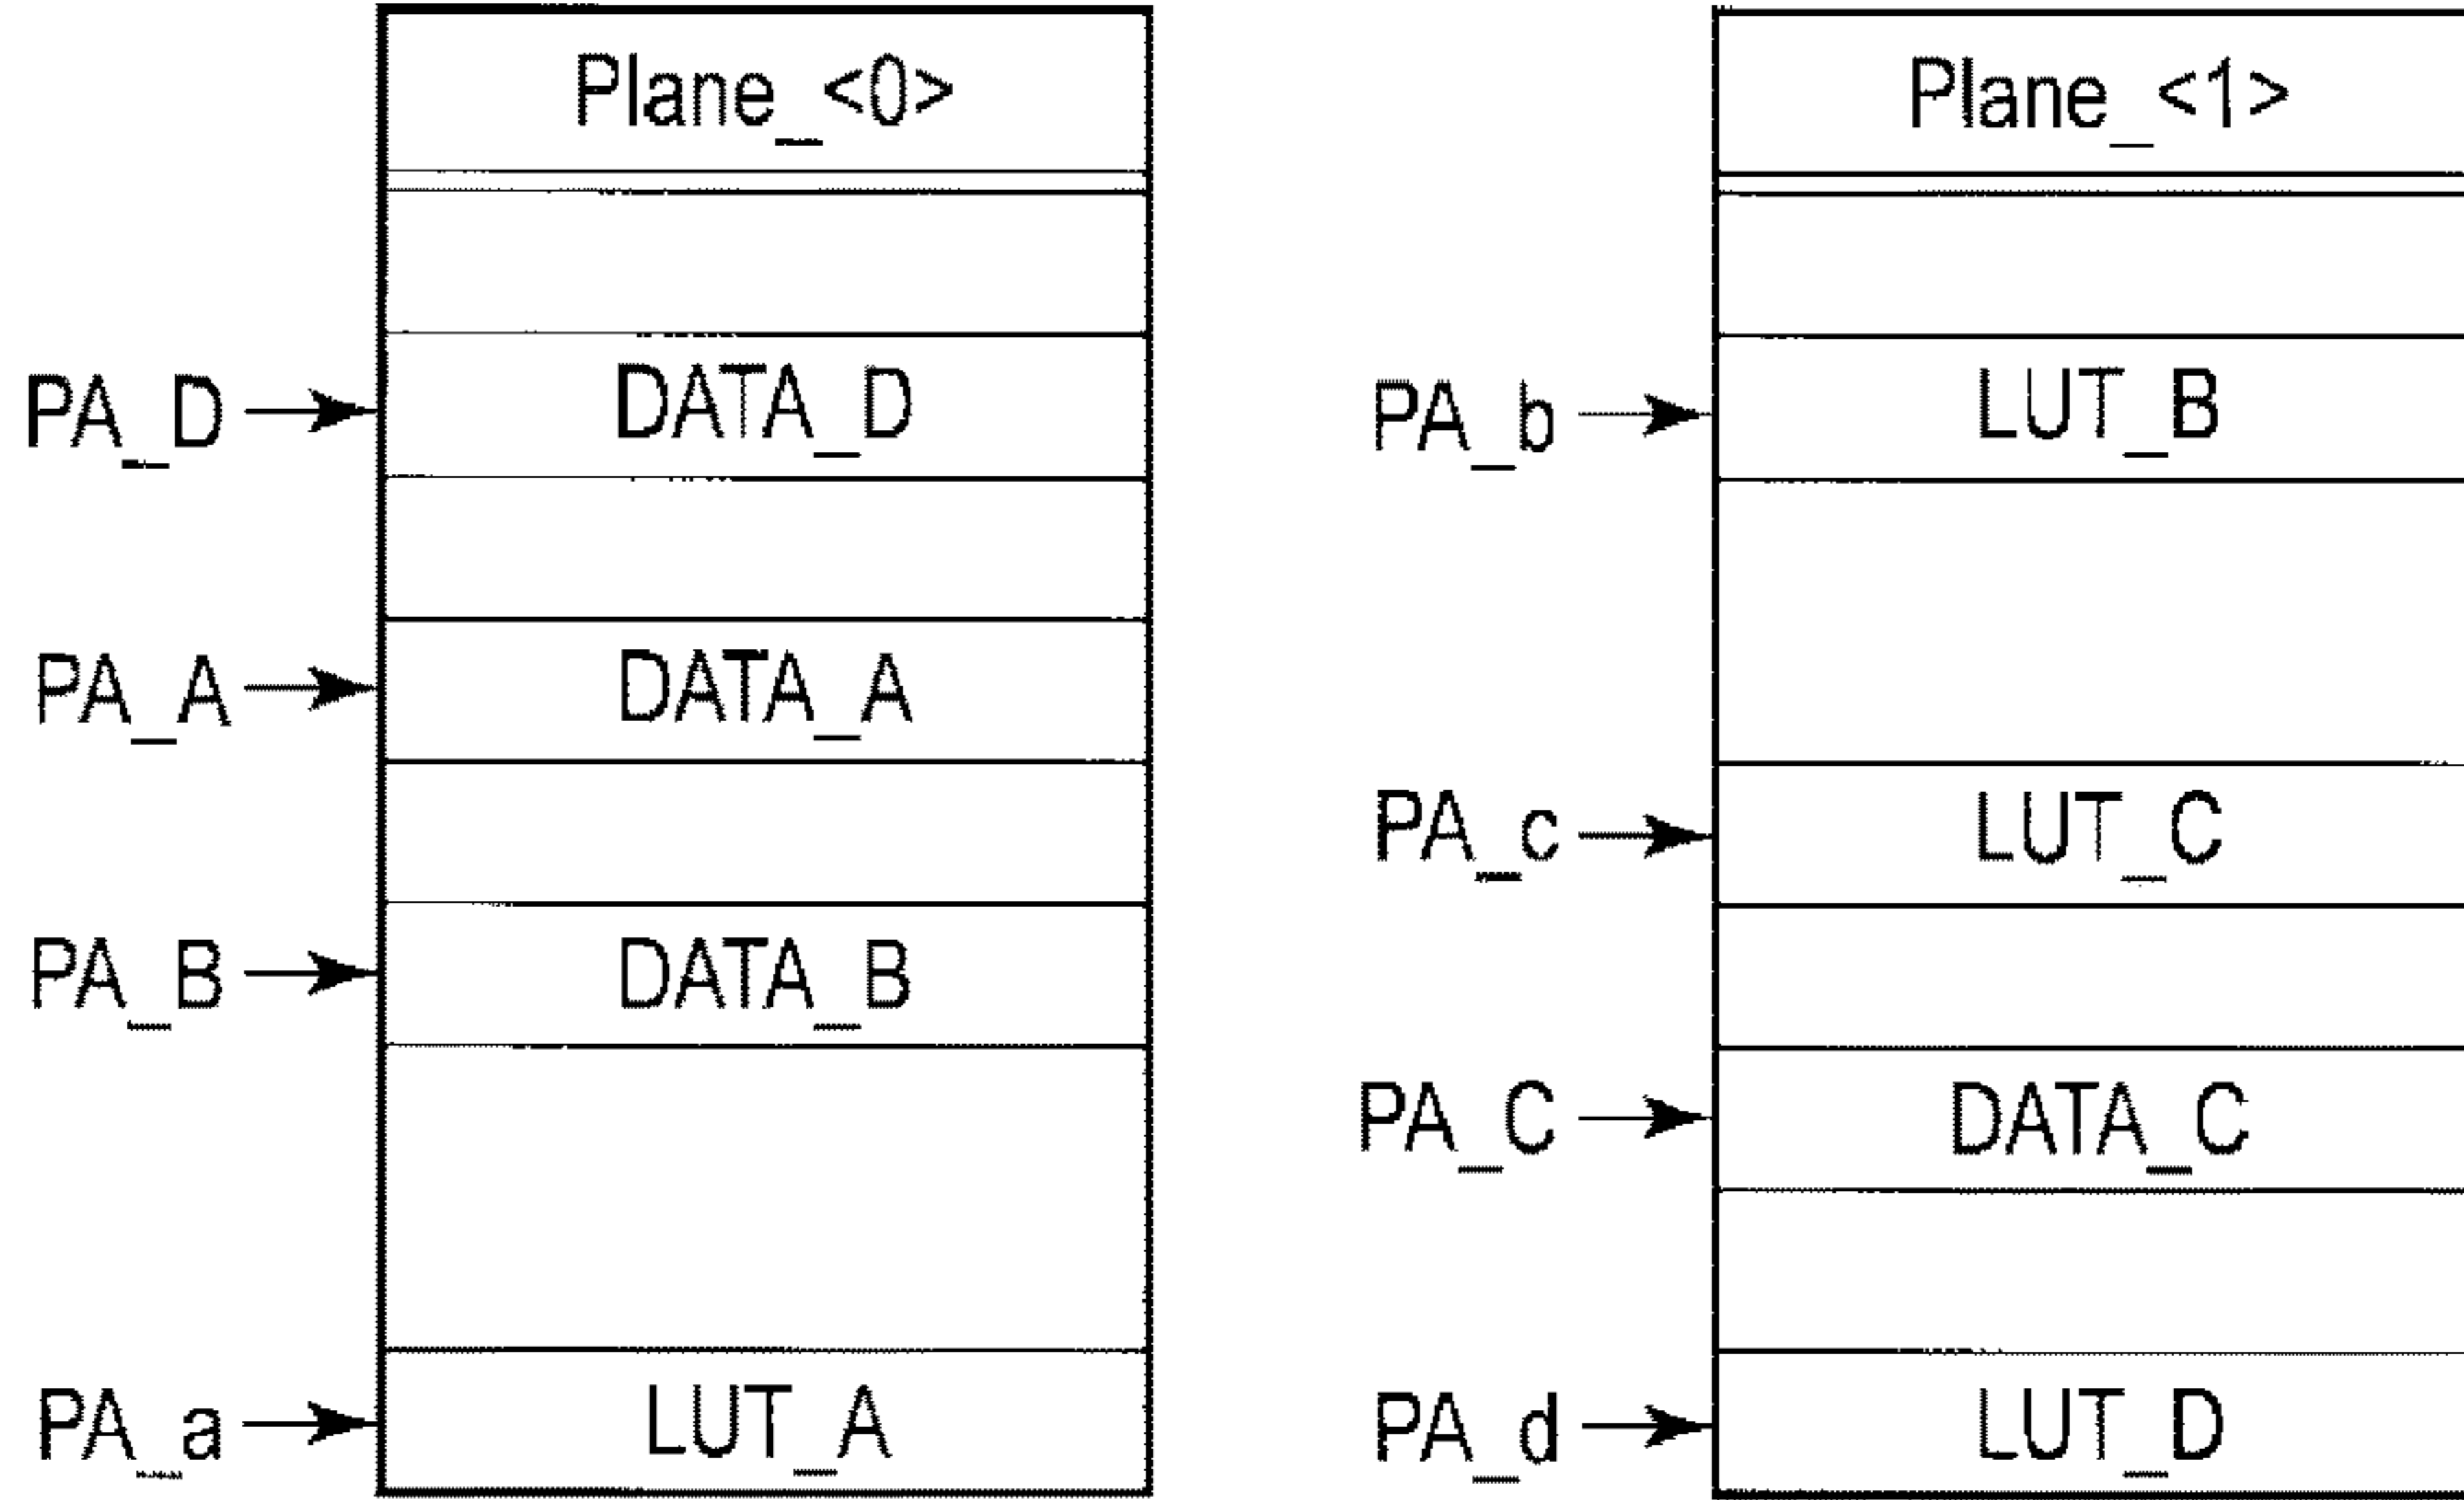 Plane_<0>
PA_D
DATA_D
PA_A
DATA_A
PA_B
DATA_B
PA_a
LUT_A
Plane_<1>
PA_b
LUT_B
PA_c
LUT_C
PA_C
DATA_C
PA_d
LUT_D